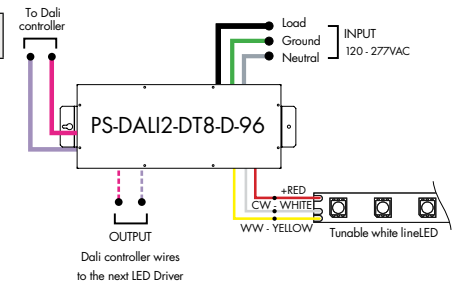 To Dali
controller
Load
Ground
Neutral
INPUT
120 - 277VAC
PS-DALI2-DT8-D-96
+RED
CW - WHITE
WW - YELLOW
Tunable white lineLED
OUTPUT
Dali controller wires
to the next LED Driver